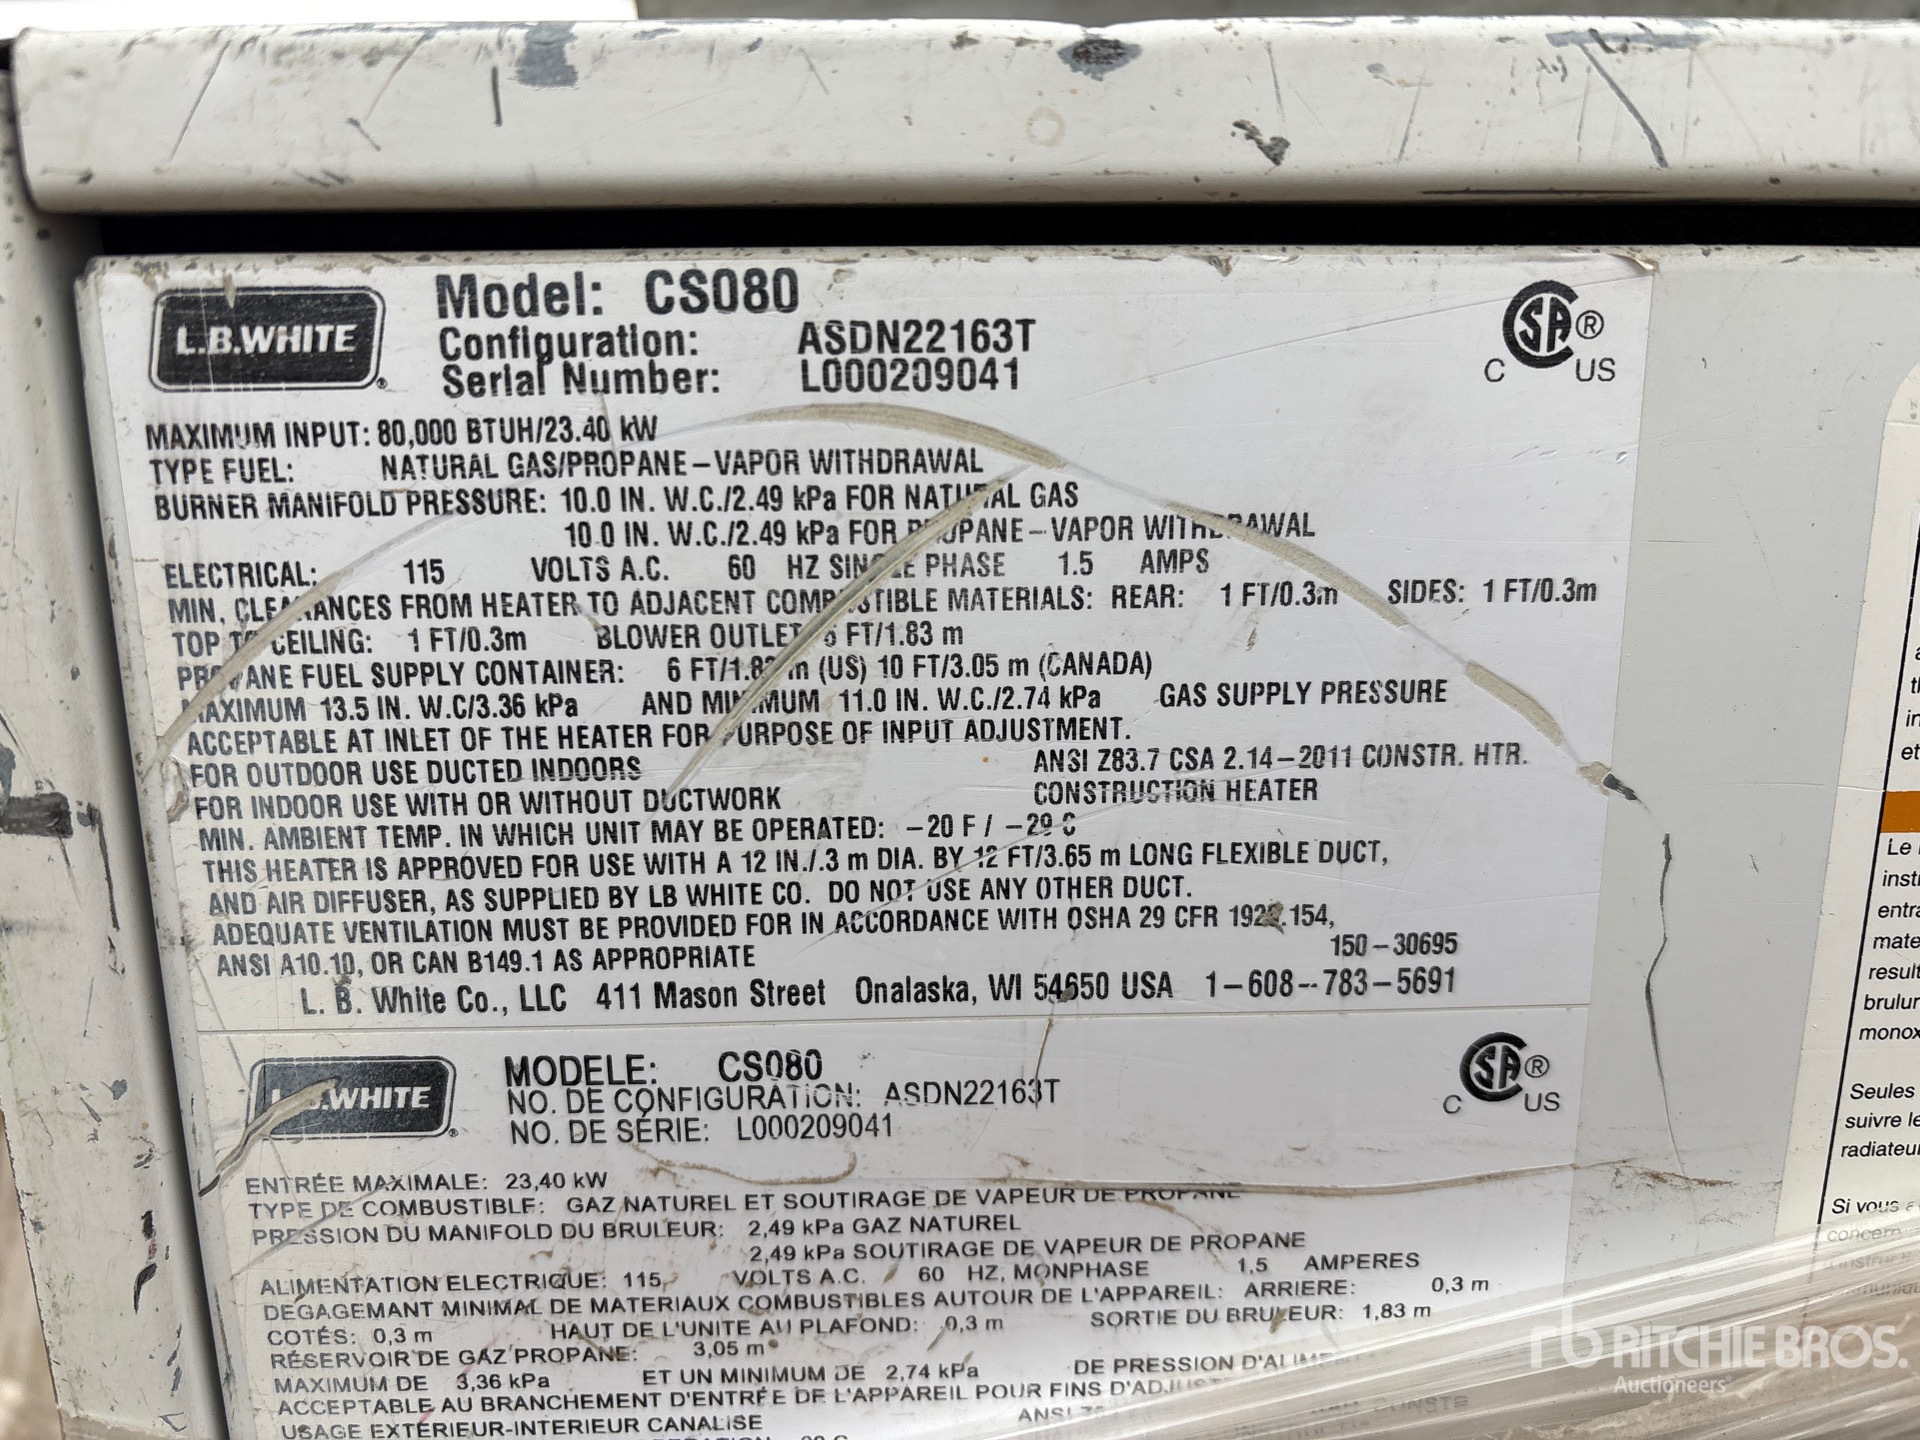 L.B.WHITE®
Model: CS080
Configuration: ASDN22163T
Serial Number: L000209041
SA®
C US
MAXIMUM INPUT: 80,000 BTUH/23.40 kW
TYPE FUEL: NATURAL GAS/PROPANE-VAPOR WITHDRAWAL
BURNER MANIFOLD PRESSURE: 10.0 IN. W.C./2.49 kPa FOR NATURAL GAS
10.0 IN. W.C./2.49 kPa FOR PROPANE-VAPOR WITHDRAWAL
ELECTRICAL: 115 VOLTS A.C. 60 HZ SINGLE PHASE 1.5 AMPS
MIN. CLEARANCES FROM HEATER TO ADJACENT COMBUSTIBLE MATERIALS: REAR: 1 FT/0.3m SIDES: 1 FT/0.3m
TOP TO CEILING: 1 FT/0.3m BLOWER OUTLET 6 FT/1.83 m
PROPANE FUEL SUPPLY CONTAINER: 6 FT/1.83 m (US) 10 FT/3.05 m (CANADA)
MAXIMUM 13.5 IN. W.C/3.36 kPa AND MINIMUM 11.0 IN. W.C./2.74 kPa GAS SUPPLY PRESSURE
ACCEPTABLE AT INLET OF THE HEATER FOR PURPOSE OF INPUT ADJUSTMENT.
FOR OUTDOOR USE DUCTED INDOORS ANSI Z83.7 CSA 2.14-2011 CONSTR. HTR.
FOR INDOOR USE WITH OR WITHOUT DUCTWORK CONSTRUCTION HEATER
MIN. AMBIENT TEMP. IN WHICH UNIT MAY BE OPERATED: -20 F / -29 C
THIS HEATER IS APPROVED FOR USE WITH A 12 IN./.3 m DIA. BY 12 FT/3.65 m LONG FLEXIBLE DUCT,
AND AIR DIFFUSER, AS SUPPLIED BY LB WHITE CO. DO NOT USE ANY OTHER DUCT.
ADEQUATE VENTILATION MUST BE PROVIDED FOR IN ACCORDANCE WITH OSHA 29 CFR 1926.154,
ANSI A10.10, OR CAN B149.1 AS APPROPRIATE 150-30695
L. B. White Co., LLC 411 Mason Street Onalaska, WI 54650 USA 1-608--783-5691
L.B.WHITE®
MODELE: CS080
NO. DE CONFIGURATION: ASDN22163T
NO. DE SERIE: L000209041
SA®
C US
ENTRÉE MAXIMALE: 23,40 kW
TYPE DE COMBUSTIBLE: GAZ NATUREL ET SOUTIRAGE DE VAPEUR DE PROPANE
PRESSION DU MANIFOLD DU BRULEUR: 2,49 kPa GAZ NATUREL
2,49 kPa SOUTIRAGE DE VAPEUR DE PROPANE
ALIMENTATION ELECTRIQUE: 115 VOLTS A.C. 60 HZ, MONPHASE 1,5 AMPERES
DEGAGEMANT MINIMAL DE MATERIAUX COMBUSTIBLES AUTOUR DE L'APPAREIL: ARRIERE: 0,3 m
COTÉS: 0,3 m HAUT DE L'UNITE AU PLAFOND: 0,3 m SORTIE DU BRULEUR: 1,83 m
RÉSERVOIR DE GAZ PROPANE: 3,05 m
MAXIMUM DE 3,36 kPa ET UN MINIMUM DE 2,74 kPa DE PRESSION
ACCEPTABLE AU BRANCHEMENT D'ENTRÉE DE L'APPAREIL POUR FINS
USAGE EXTÉRIEUR-INTERIEUR CANALISE ANSI
Le
instr
entra
mate
result
brulur
monox
Seules
suivre le
radiateur
Si vous
RITCHIE BROS.
Auctioneers